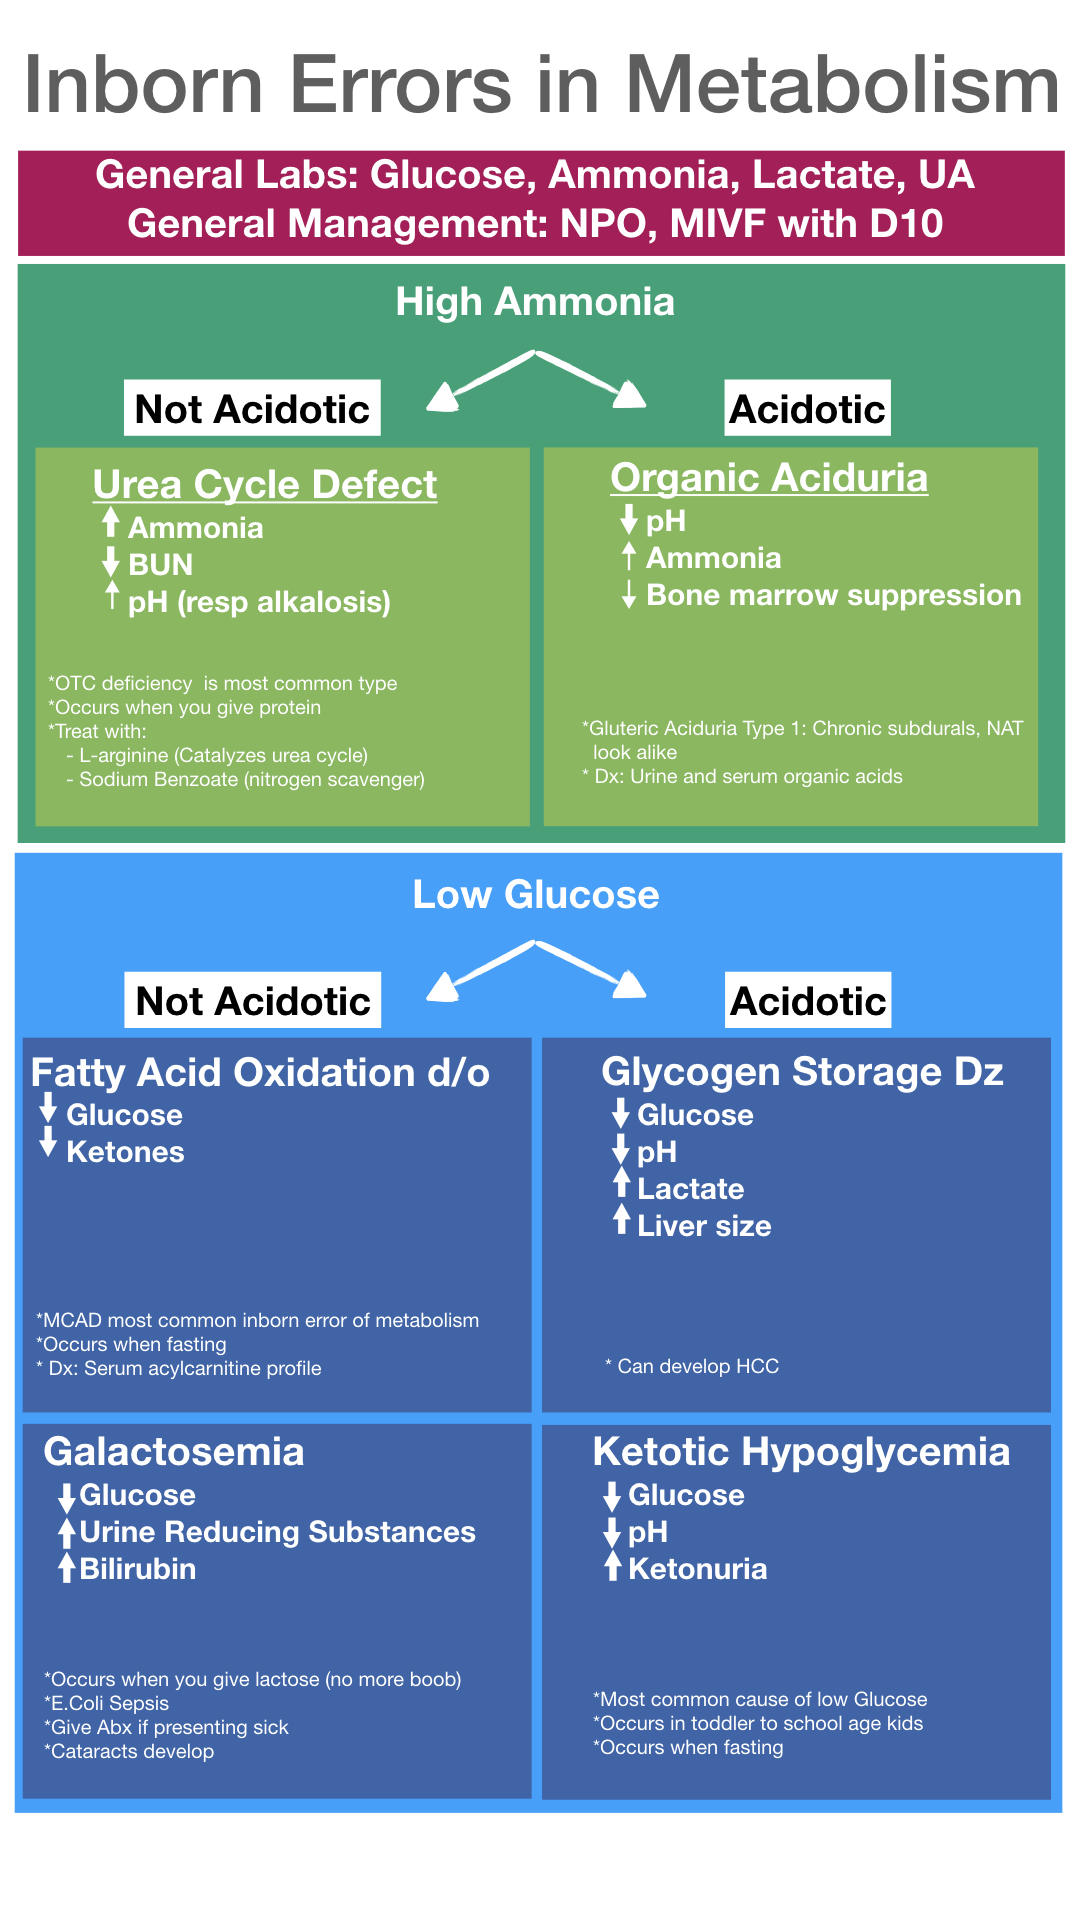 Inborn Errors in Metabolism
General Labs: Glucose, Ammonia, Lactate, UA
General Management: NPO, MIVF with D10
High Ammonia
Not Acidotic
Acidotic
Urea Cycle Defect
Ammonia
BUN
pH (resp alkalosis)
*OTC deficiency  is most common type
*Occurs when you give protein
*Treat with:
- L-arginine (Catalyzes urea cycle)
- Sodium Benzoate (nitrogen scavenger)
Organic Aciduria
pH
Ammonia
Bone marrow suppression
*Gluteric Aciduria Type 1: Chronic subdurals, NAT
look alike
* Dx: Urine and serum organic acids
Low Glucose
Not Acidotic
Acidotic
Fatty Acid Oxidation d/o
Glucose
Ketones
*MCAD most common inborn error of metabolism
*Occurs when fasting
* Dx: Serum acylcarnitine profile
Glycogen Storage Dz
Glucose
pH
Lactate
Liver size
* Can develop HCC
Galactosemia
Glucose
Urine Reducing Substances
Bilirubin
*Occurs when you give lactose (no more boob)
*E.Coli Sepsis
*Give Abx if presenting sick
*Cataracts develop
Ketotic Hypoglycemia
Glucose
pH
Ketonuria
*Most common cause of low Glucose
*Occurs in toddler to school age kids
*Occurs when fasting